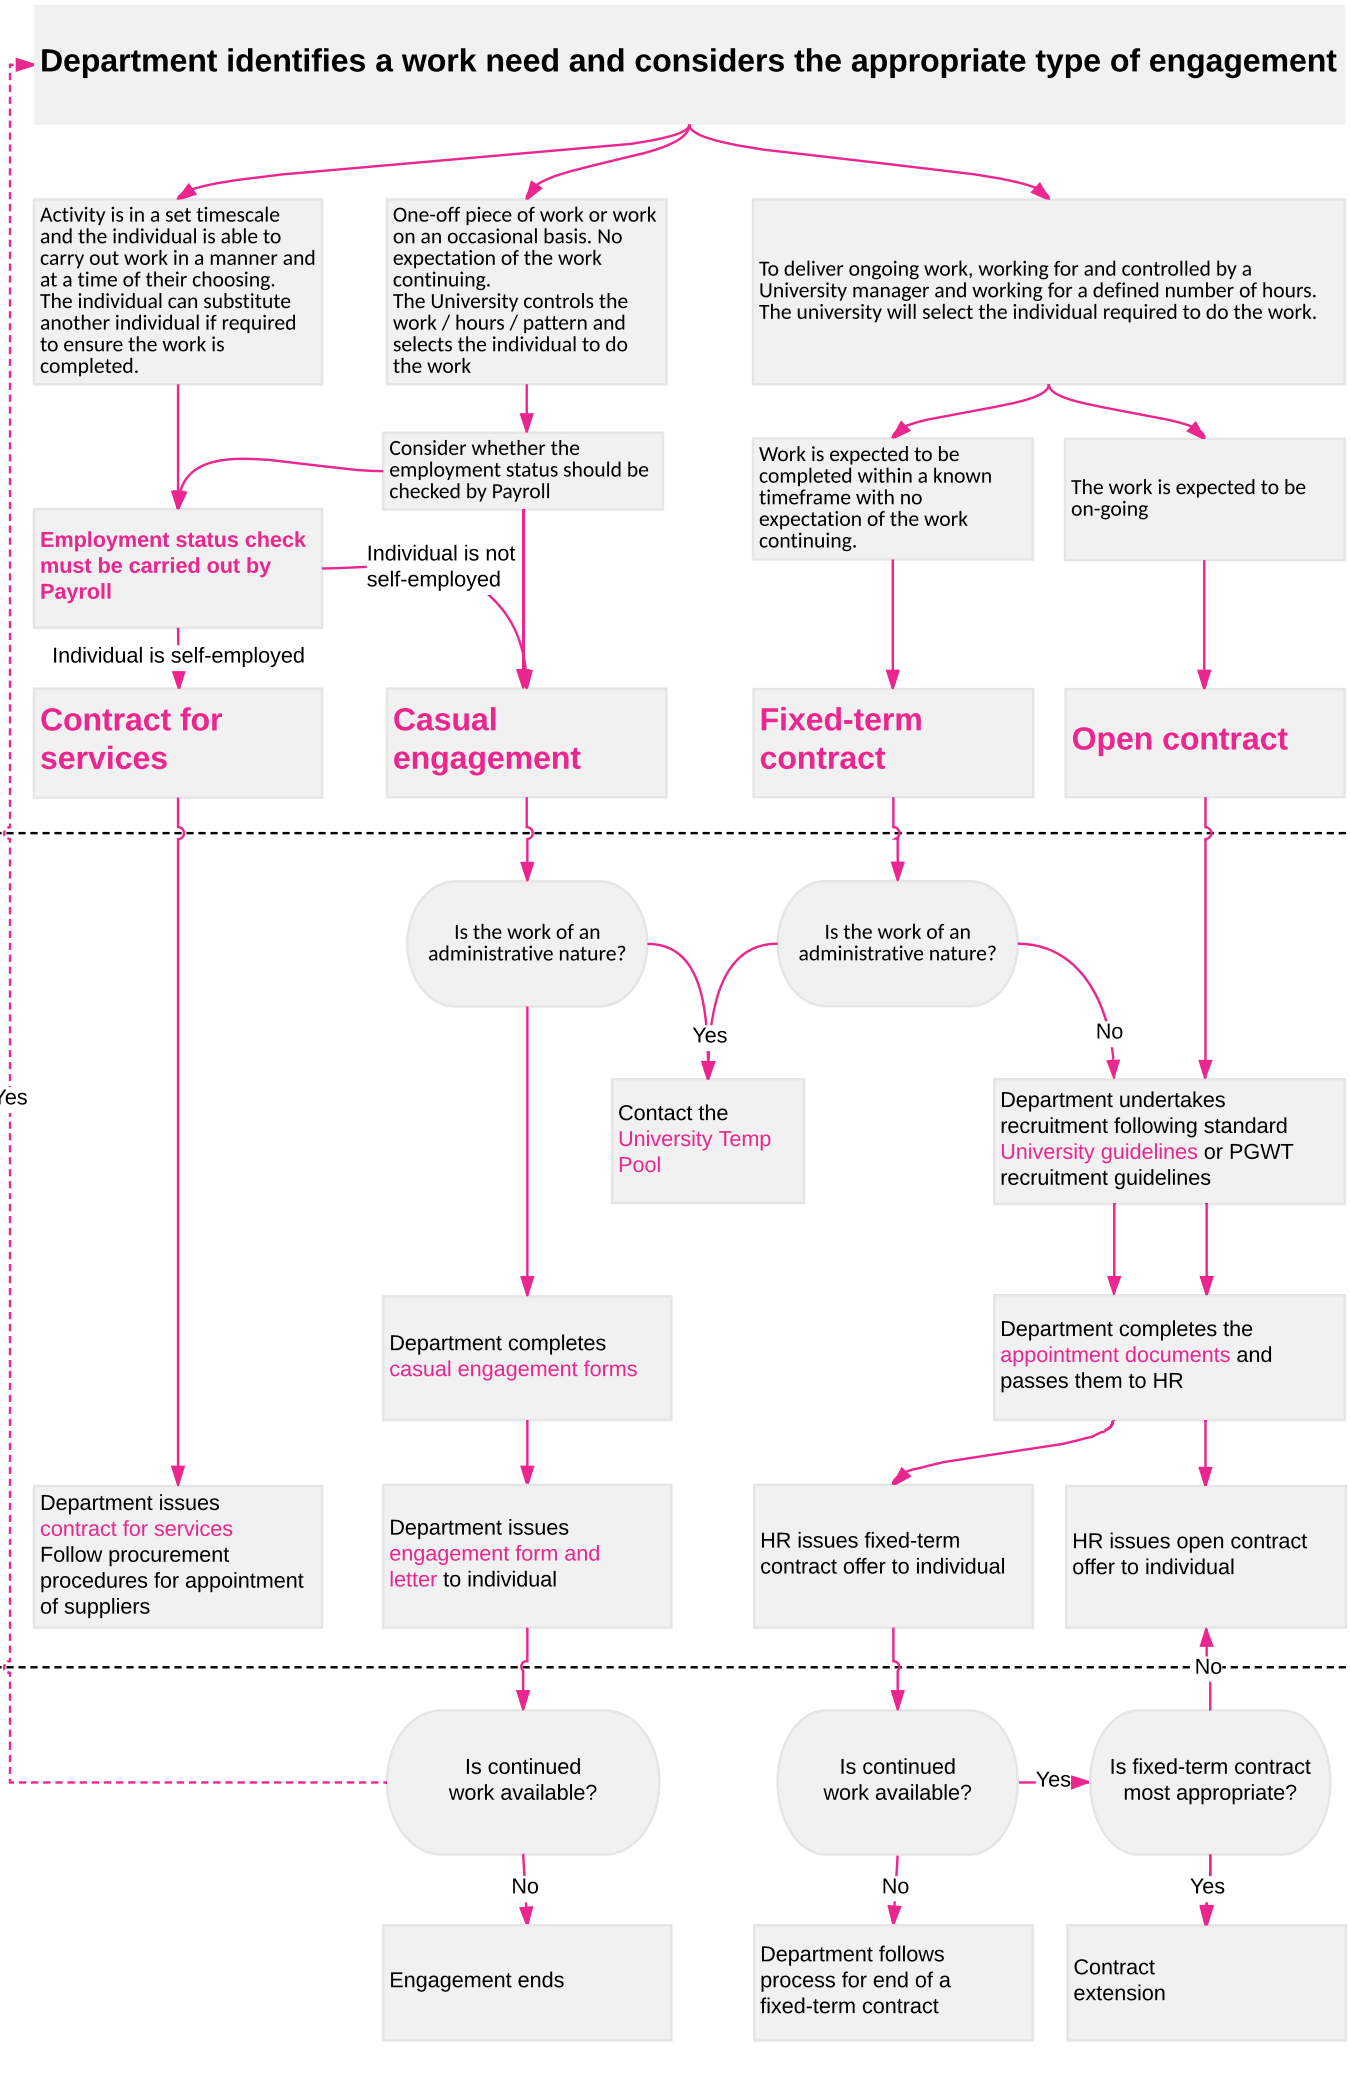 Department identifies a work need and considers the appropriate type of engagement
Activity is in a set timescale
and the individual is able to
carry out work in a manner and
at a time of their choosing.
The individual can substitute
another individual if required
to ensure the work is
completed.
One-off piece of work or work
on an occasional basis. No
expectation of the work
continuing.
The University controls the
work / hours / pattern and
selects the individual to do
the work
To deliver ongoing work, working for and controlled by a
University manager and working for a defined number of hours.
The university will select the individual required to do the work.
Consider whether the
employment status should be
checked by Payroll
Work is expected to be
completed within a known
timeframe with no
expectation of the work
continuing.
The work is expected to be
on-going
Employment status check
must be carried out by
Payroll
Individual is not
self-employed
Individual is self-employed
Contract for
services
Casual
engagement
Fixed-term
contract
Open contract
Is the work of an
administrative nature?
Is the work of an
administrative nature?
Yes
No
Yes
Contact the
University Temp
Pool
Department undertakes
recruitment following standard
University guidelines or PGWT
recruitment guidelines
Department completes
casual engagement forms
Department completes the
appointment documents and
passes them to HR
Department issues
contract for services
Follow procurement
procedures for appointment
of suppliers
Department issues
engagement form and
letter to individual
HR issues fixed-term
contract offer to individual
HR issues open contract
offer to individual
No
Is continued
work available?
Is continued
work available?
Yes
Is fixed-term contract
most appropriate?
No
No
Yes
Engagement ends
Department follows
process for end of a
fixed-term contract
Contract
extension